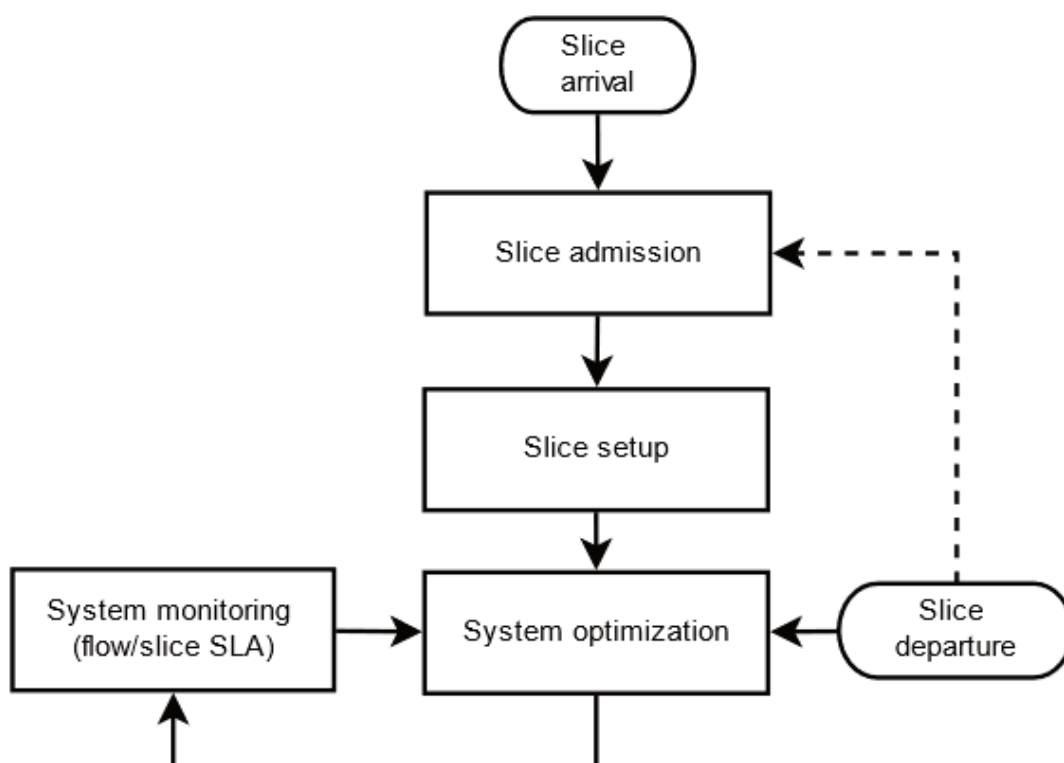 Slice
arrival
Slice admission
Slice setup
System monitoring
(flow/slice SLA)
System optimization
Slice
departure